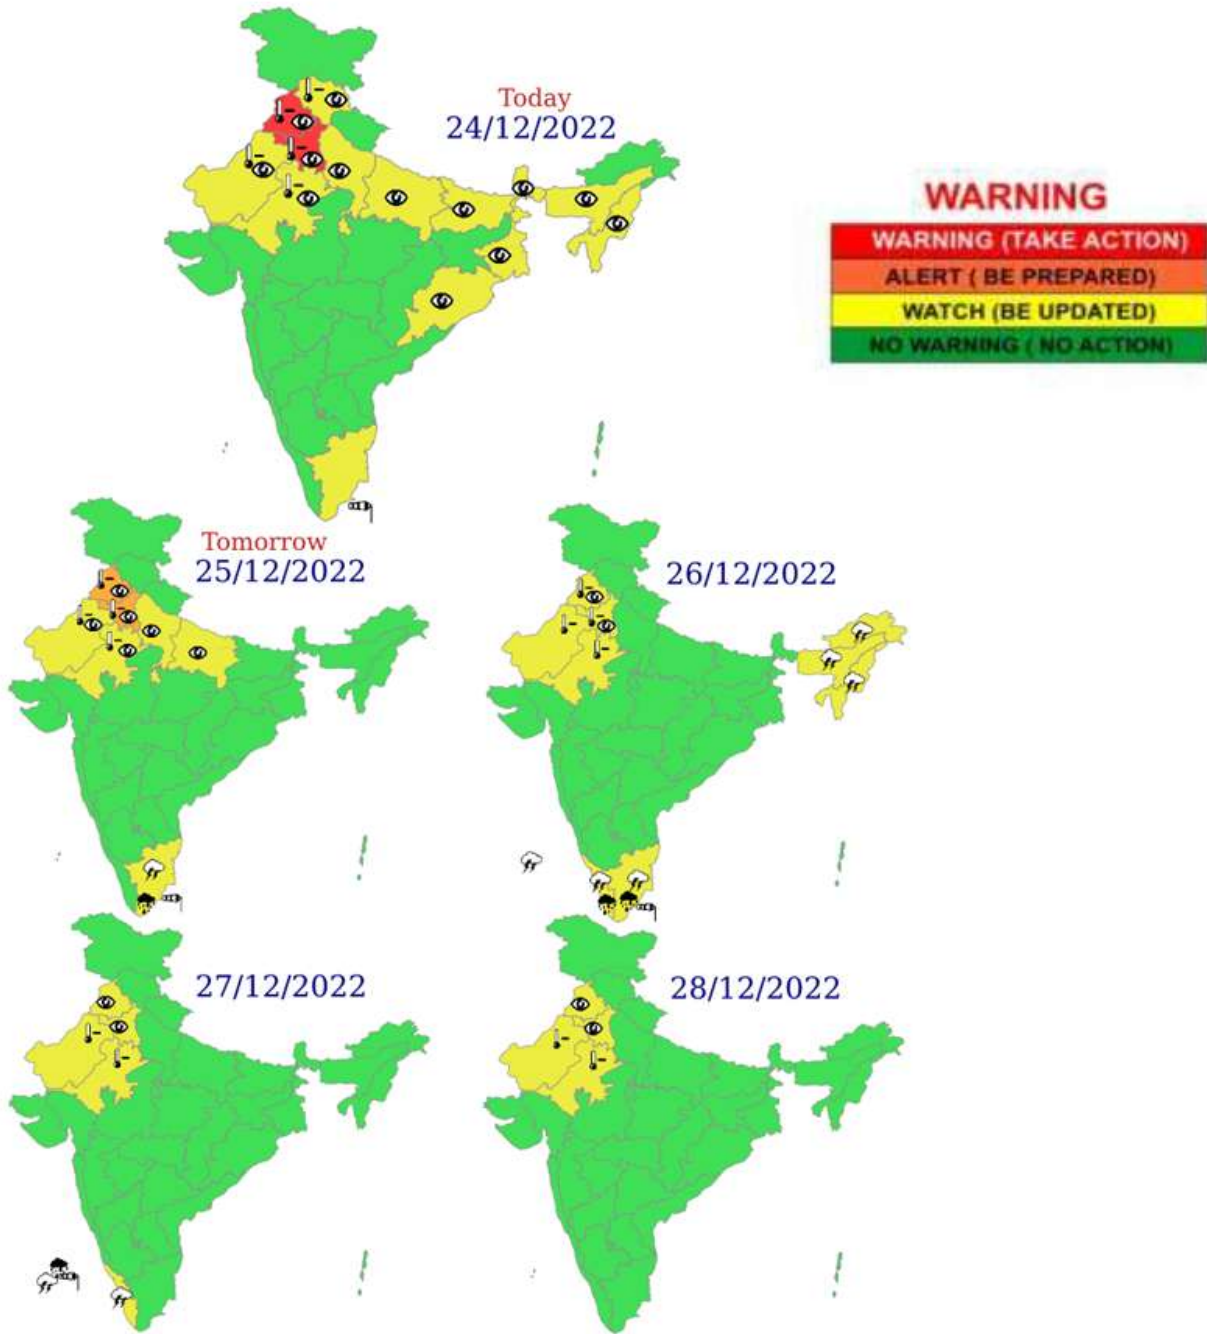 Today
24/12/2022
WARNING
WARNING (TAKE ACTION)
ALERT ( BE PREPARED)
WATCH (BE UPDATED)
NO WARNING ( NO ACTION)
Tomorrow
25/12/2022
26/12/2022
27/12/2022
28/12/2022